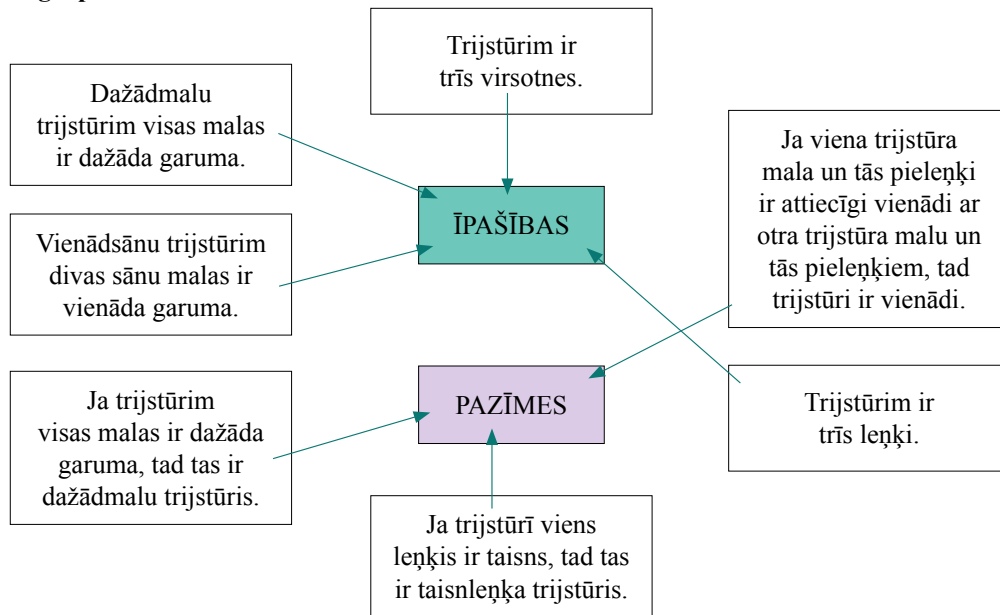 Trijstūrim ir
trīs virsotnes.
Dažādmalu
trijstūrim visas malas
ir dažāda garuma.
Ja viena trijstūra
mala un tās pieleņķi
ir attiecīgi vienādi ar
otra trijstūra malu un
tās pieleņķiem, tad
trijstūri ir vienādi.
ĪPAŠĪBAS
Vienādsānu trijstūrim
divas sānu malas ir
vienāda garuma.
PAZĪMES
Ja trijstūrim
visas malas ir dažāda
garuma, tad tas ir
dažādmalu trijstūris.
Trijstūrim ir
trīs leņķi.
Ja trijstūrī viens
leņķis ir taisns, tad tas
ir taisnleņķa trijstūris.